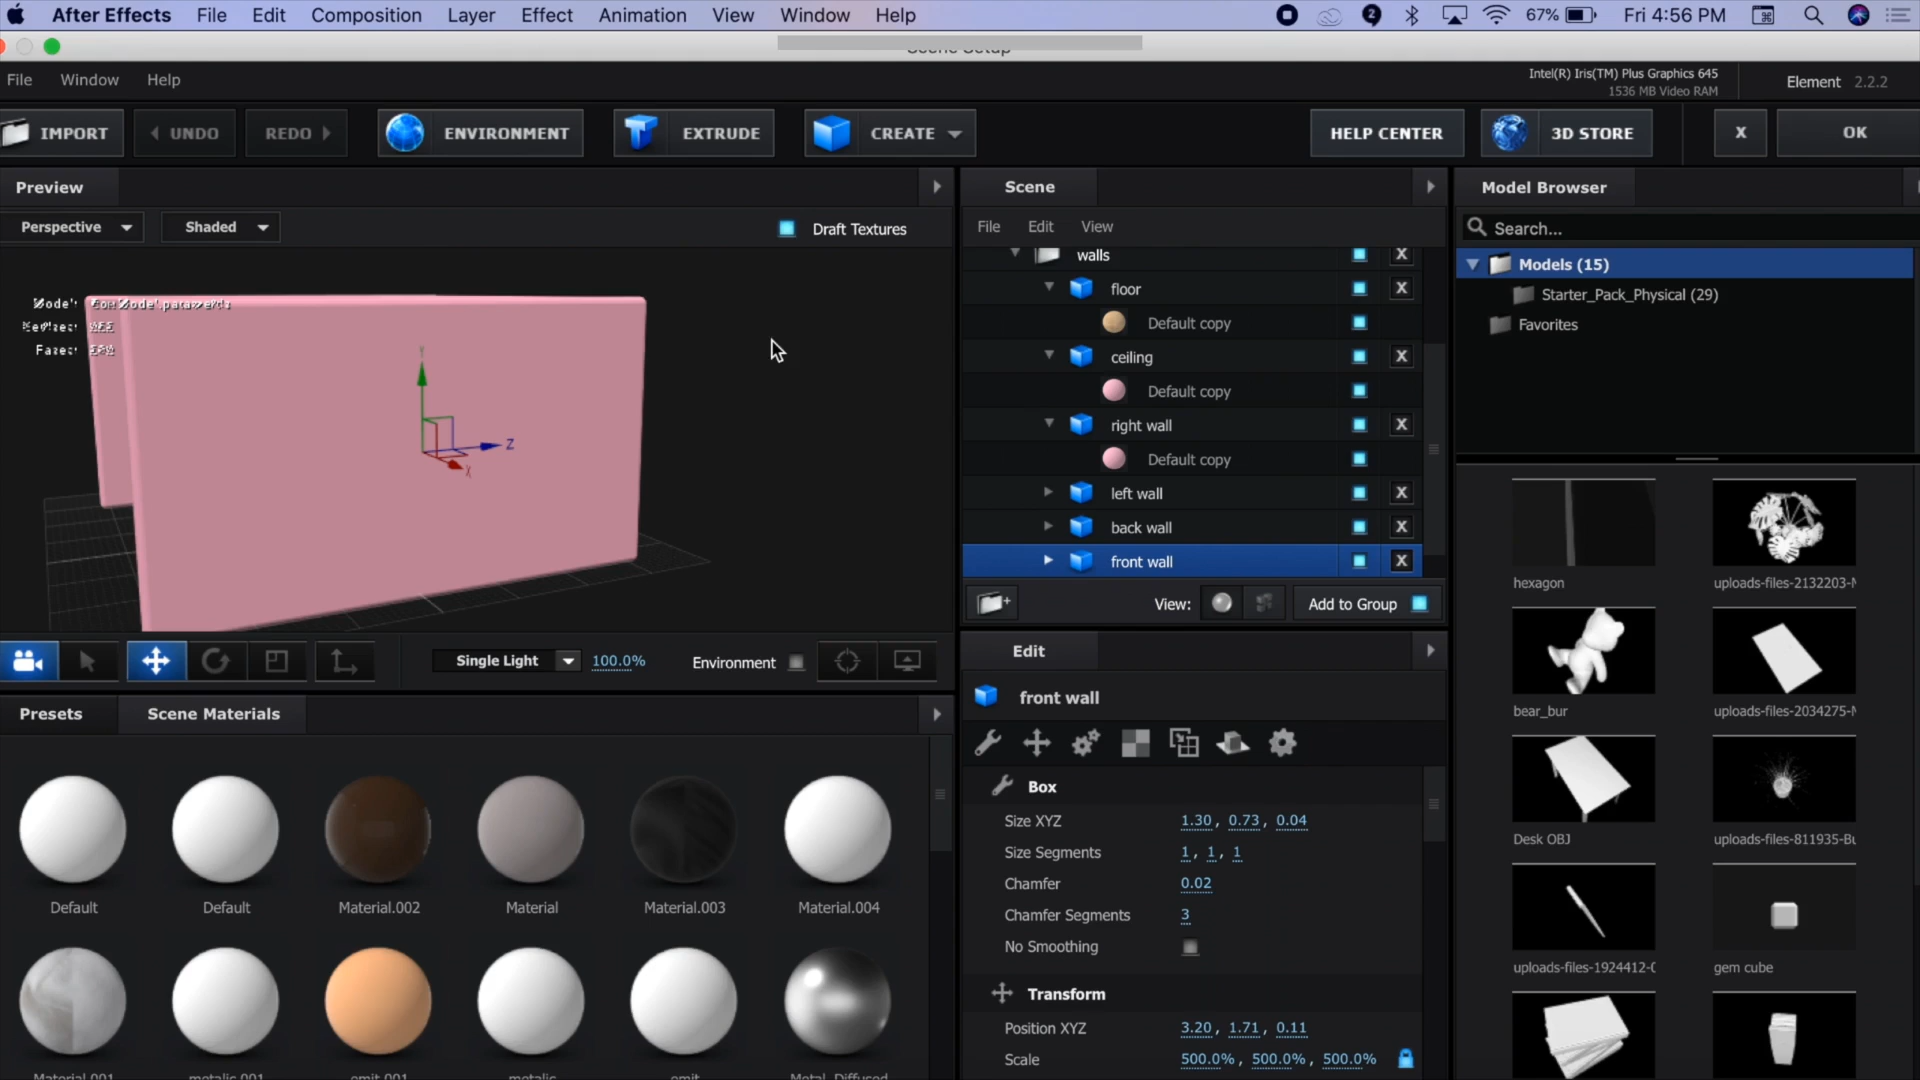 After Effects File Edit Composition Layer Effect Animation View Window Help 67% Fri 4:56 PM
File Window Help
Intel(R) Iris(TM) Plus Graphics 645
1536 MB Video RAM
Element 2.2.2
IMPORT UNDO REDO ENVIRONMENT EXTRUDE CREATE HELP CENTER 3D STORE X OK
Preview
Perspective Shaded Draft Textures
Y
Z
X
Single Light 100.0% Environment
Presets Scene Materials
Default Default Material.002 Material Material.003 Material.004
Material.001 metalic.001 emit.001 metalic emit Metal_Diffused
Scene
File Edit View
walls X
floor X
Default copy
ceiling X
Default copy
right wall X
Default copy
left wall X
back wall X
front wall X
View: Add to Group
Edit
front wall
Box
Size XYZ 1.30, 0.73, 0.04
Size Segments 1, 1, 1
Chamfer 0.02
Chamfer Segments 3
No Smoothing
Transform
Position XYZ 3.20, 1.71, 0.11
Scale 500.0%, 500.0%, 500.0%
Model Browser
Search...
Models (15)
Starter_Pack_Physical (29)
Favorites
hexagon uploads-files-2132203-
bear_bur uploads-files-2034275-
Desk OBJ uploads-files-811935-Bu
uploads-files-1924412- gem cube